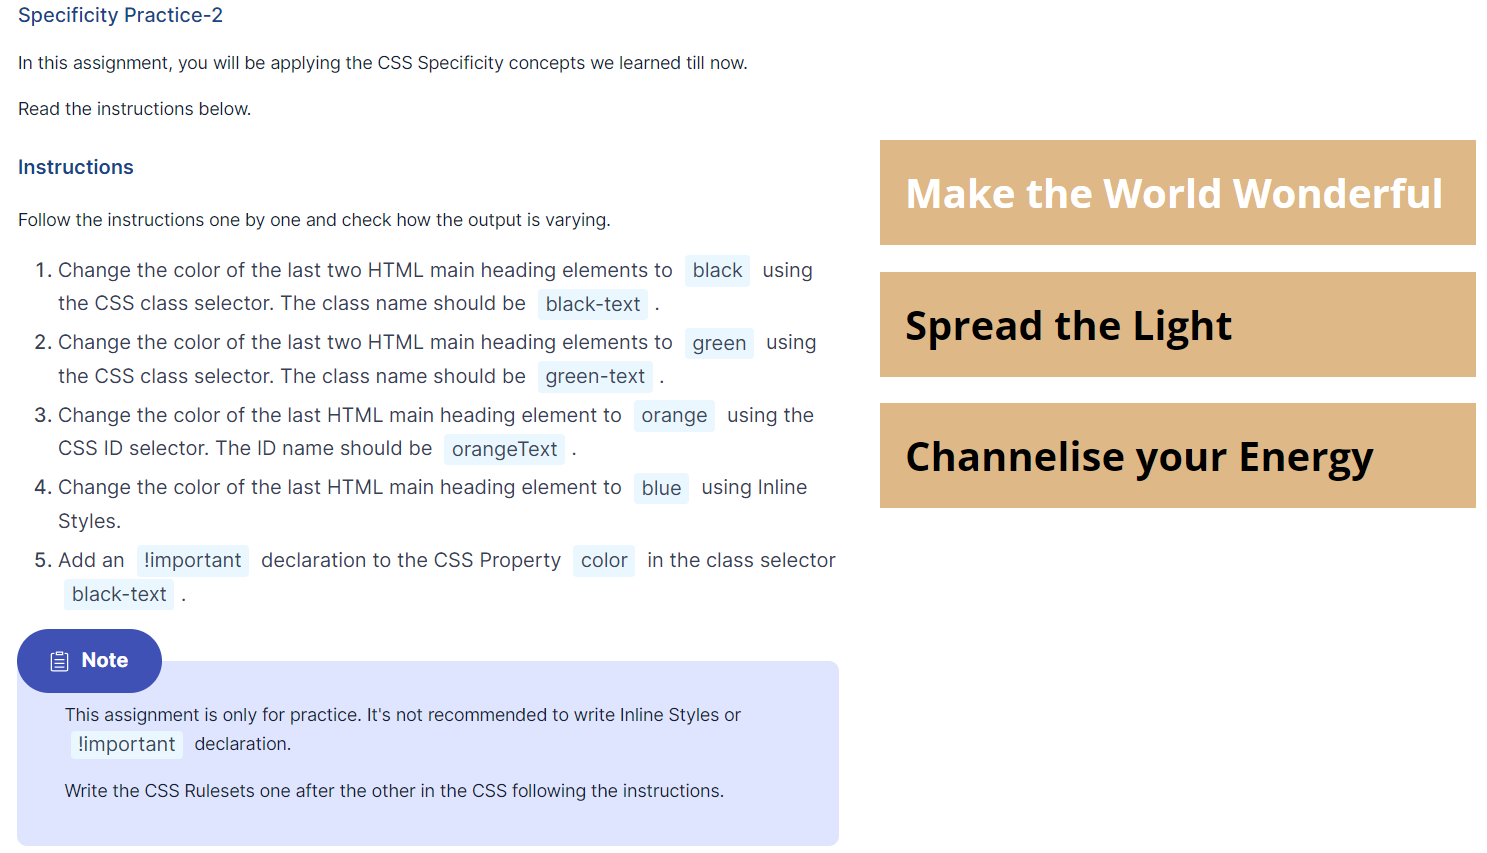 Specificity Practice-2
In this assignment, you will be applying the CSS Specificity concepts we learned till now.
Read the instructions below.
Instructions
Follow the instructions one by one and check how the output is varying.
1. Change the color of the last two HTML main heading elements to black using
the CSS class selector. The class name should be black-text .
2. Change the color of the last two HTML main heading elements to green using
the CSS class selector. The class name should be green-text .
3. Change the color of the last HTML main heading element to orange using the
CSS ID selector. The ID name should be orangeText .
4. Change the color of the last HTML main heading element to blue using Inline
Styles.
5. Add an !important declaration to the CSS Property color in the class selector
black-text .
Note
This assignment is only for practice. It's not recommended to write Inline Styles or
!important declaration.
Write the CSS Rulesets one after the other in the CSS following the instructions.
Make the World Wonderful
Spread the Light
Channelise your Energy